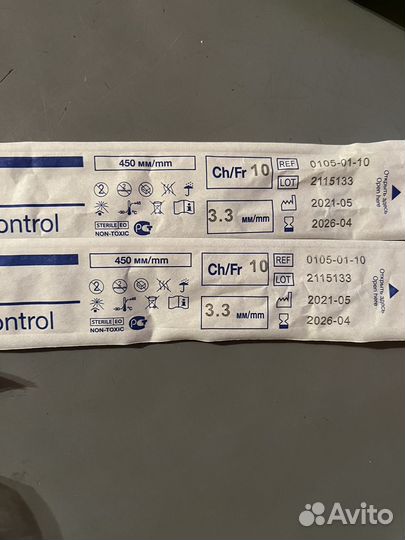 450 мм/mm
Ch/Fr 10
REF 0105-01-10
LOT 2115133
2021-05
2026-04
3.3 мм/mm
STERILE EO
NON-TOXIC
Открыть здесь
Open here
ontrol
450 мм/mm
Ch/Fr 10
REF 0105-01-10
LOT 2115133
2021-05
2026-04
3.3 мм/mm
STERILE EO
NON-TOXIC
Открыть здесь
Open here
ontrol
Avito